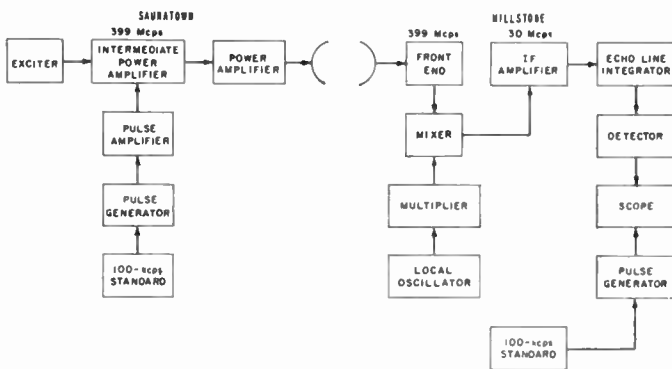 SAURATOWN
MILLSTONE
399 Mcps
399 Mcps
30 Mcps
EXCITER
INTERMEDIATE
POWER
AMPLIFIER
POWER
AMPLIFIER
FRONT
END
IF
AMPLIFIER
ECHO LINE
INTEGRATOR
PULSE
AMPLIFIER
MIXER
DETECTOR
PULSE
GENERATOR
MULTIPLIER
SCOPE
100-kcps
STANDARD
LOCAL
OSCILLATOR
PULSE
GENERATOR
100-kcps
STANDARD